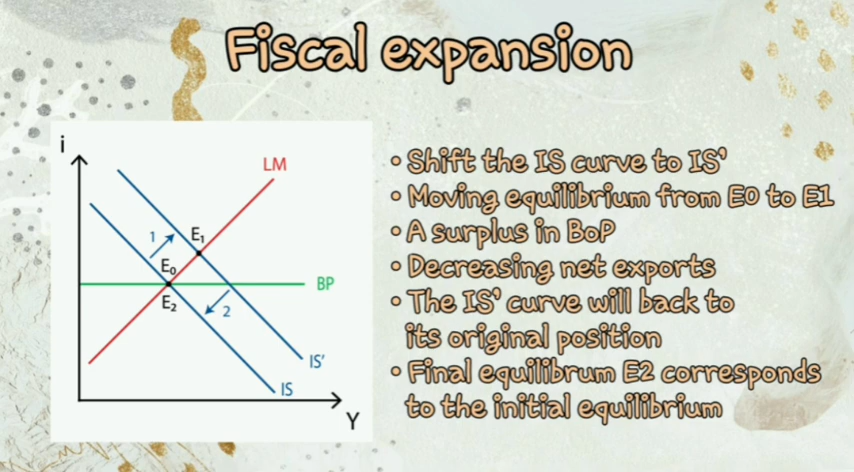 Fiscal expansion
i
LM
1
E₁
E₀
BP
E₂
2
IS'
IS
Y
• Shift the IS curve to IS'
• Moving equilibrium from E0 to E1
• A surplus in BoP
• Decreasing net exports
• The IS' curve will back to
its original position
• Final equilibrum E2 corresponds
to the initial equilibrium